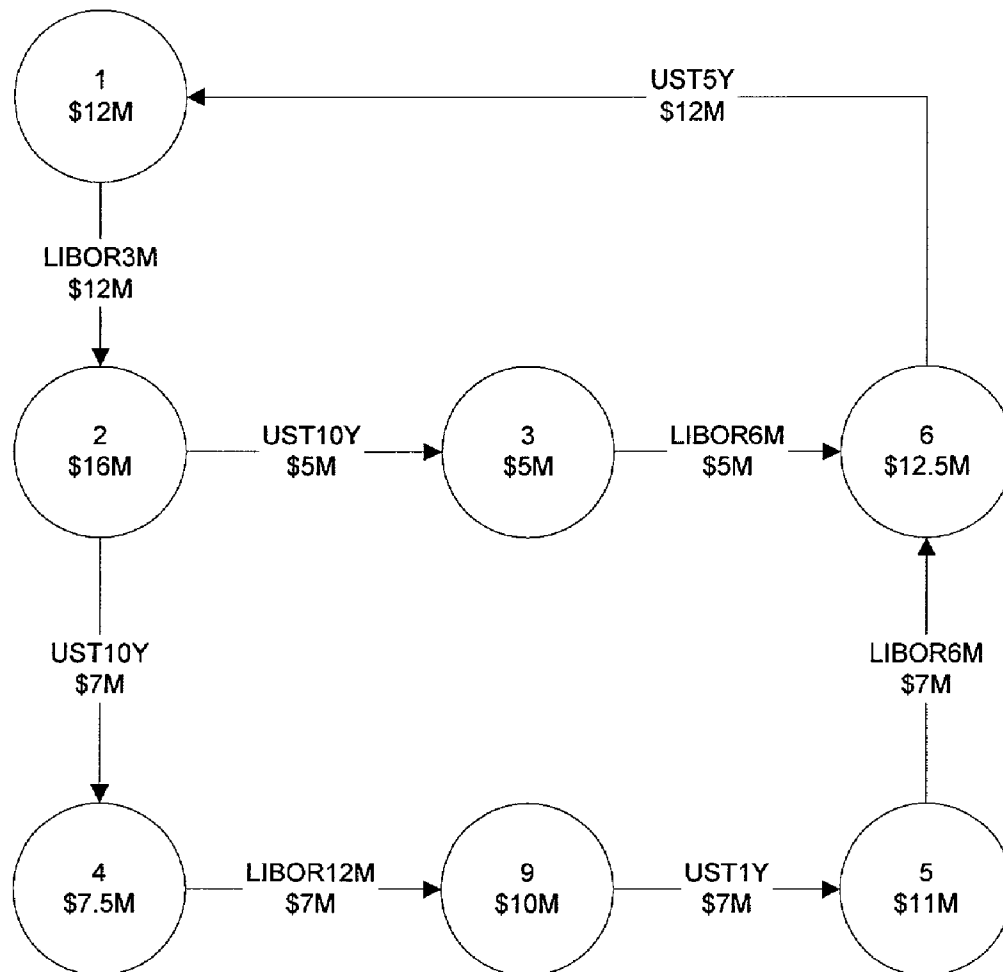 1
$12M
UST5Y
$12M
LIBOR3M
$12M
2
$16M
UST10Y
$5M
3
$5M
LIBOR6M
$5M
6
$12.5M
UST10Y
$7M
LIBOR6M
$7M
4
$7.5M
LIBOR12M
$7M
9
$10M
UST1Y
$7M
5
$11M